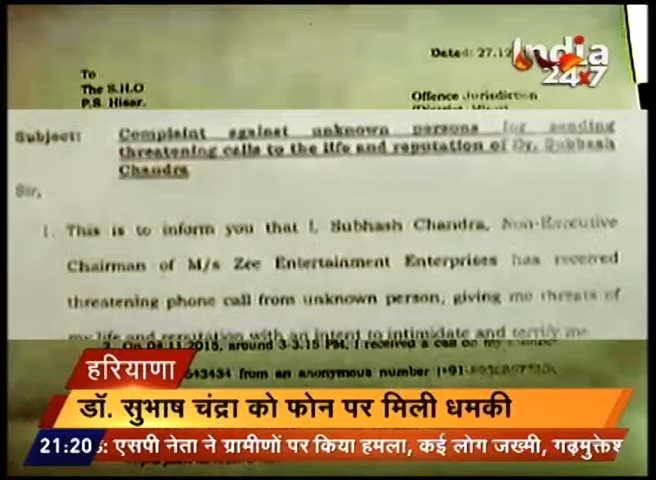 Dated: 27.12
India
24x7
To
The S.H.O
P.S. Hisar.
Offence Jurisdiction
Subject: Complaint against unknown persons for sending
threatening calls to the life and reputation of Dr. Subhash
Chandra
Sir,
1. This is to inform you that I, Subhash Chandra, Non-Executive
Chairman of M/s Zee Entertainment Enterprises has received
threatening phone call from unknown person, giving me threats of
my life and reputation with an intent to intimidate and terrify me
2. On 04.11.2015, around 3-3.15 PM, I received a call on my
from an anonymous number (+91-
हरियाणा
डॉ. सुभाष चंद्रा को फोन पर मिली धमकी
21:20 : एसपी नेता ने ग्रामीणों पर किया हमला, कई लोग जख्मी, गढ़मुक्तेश